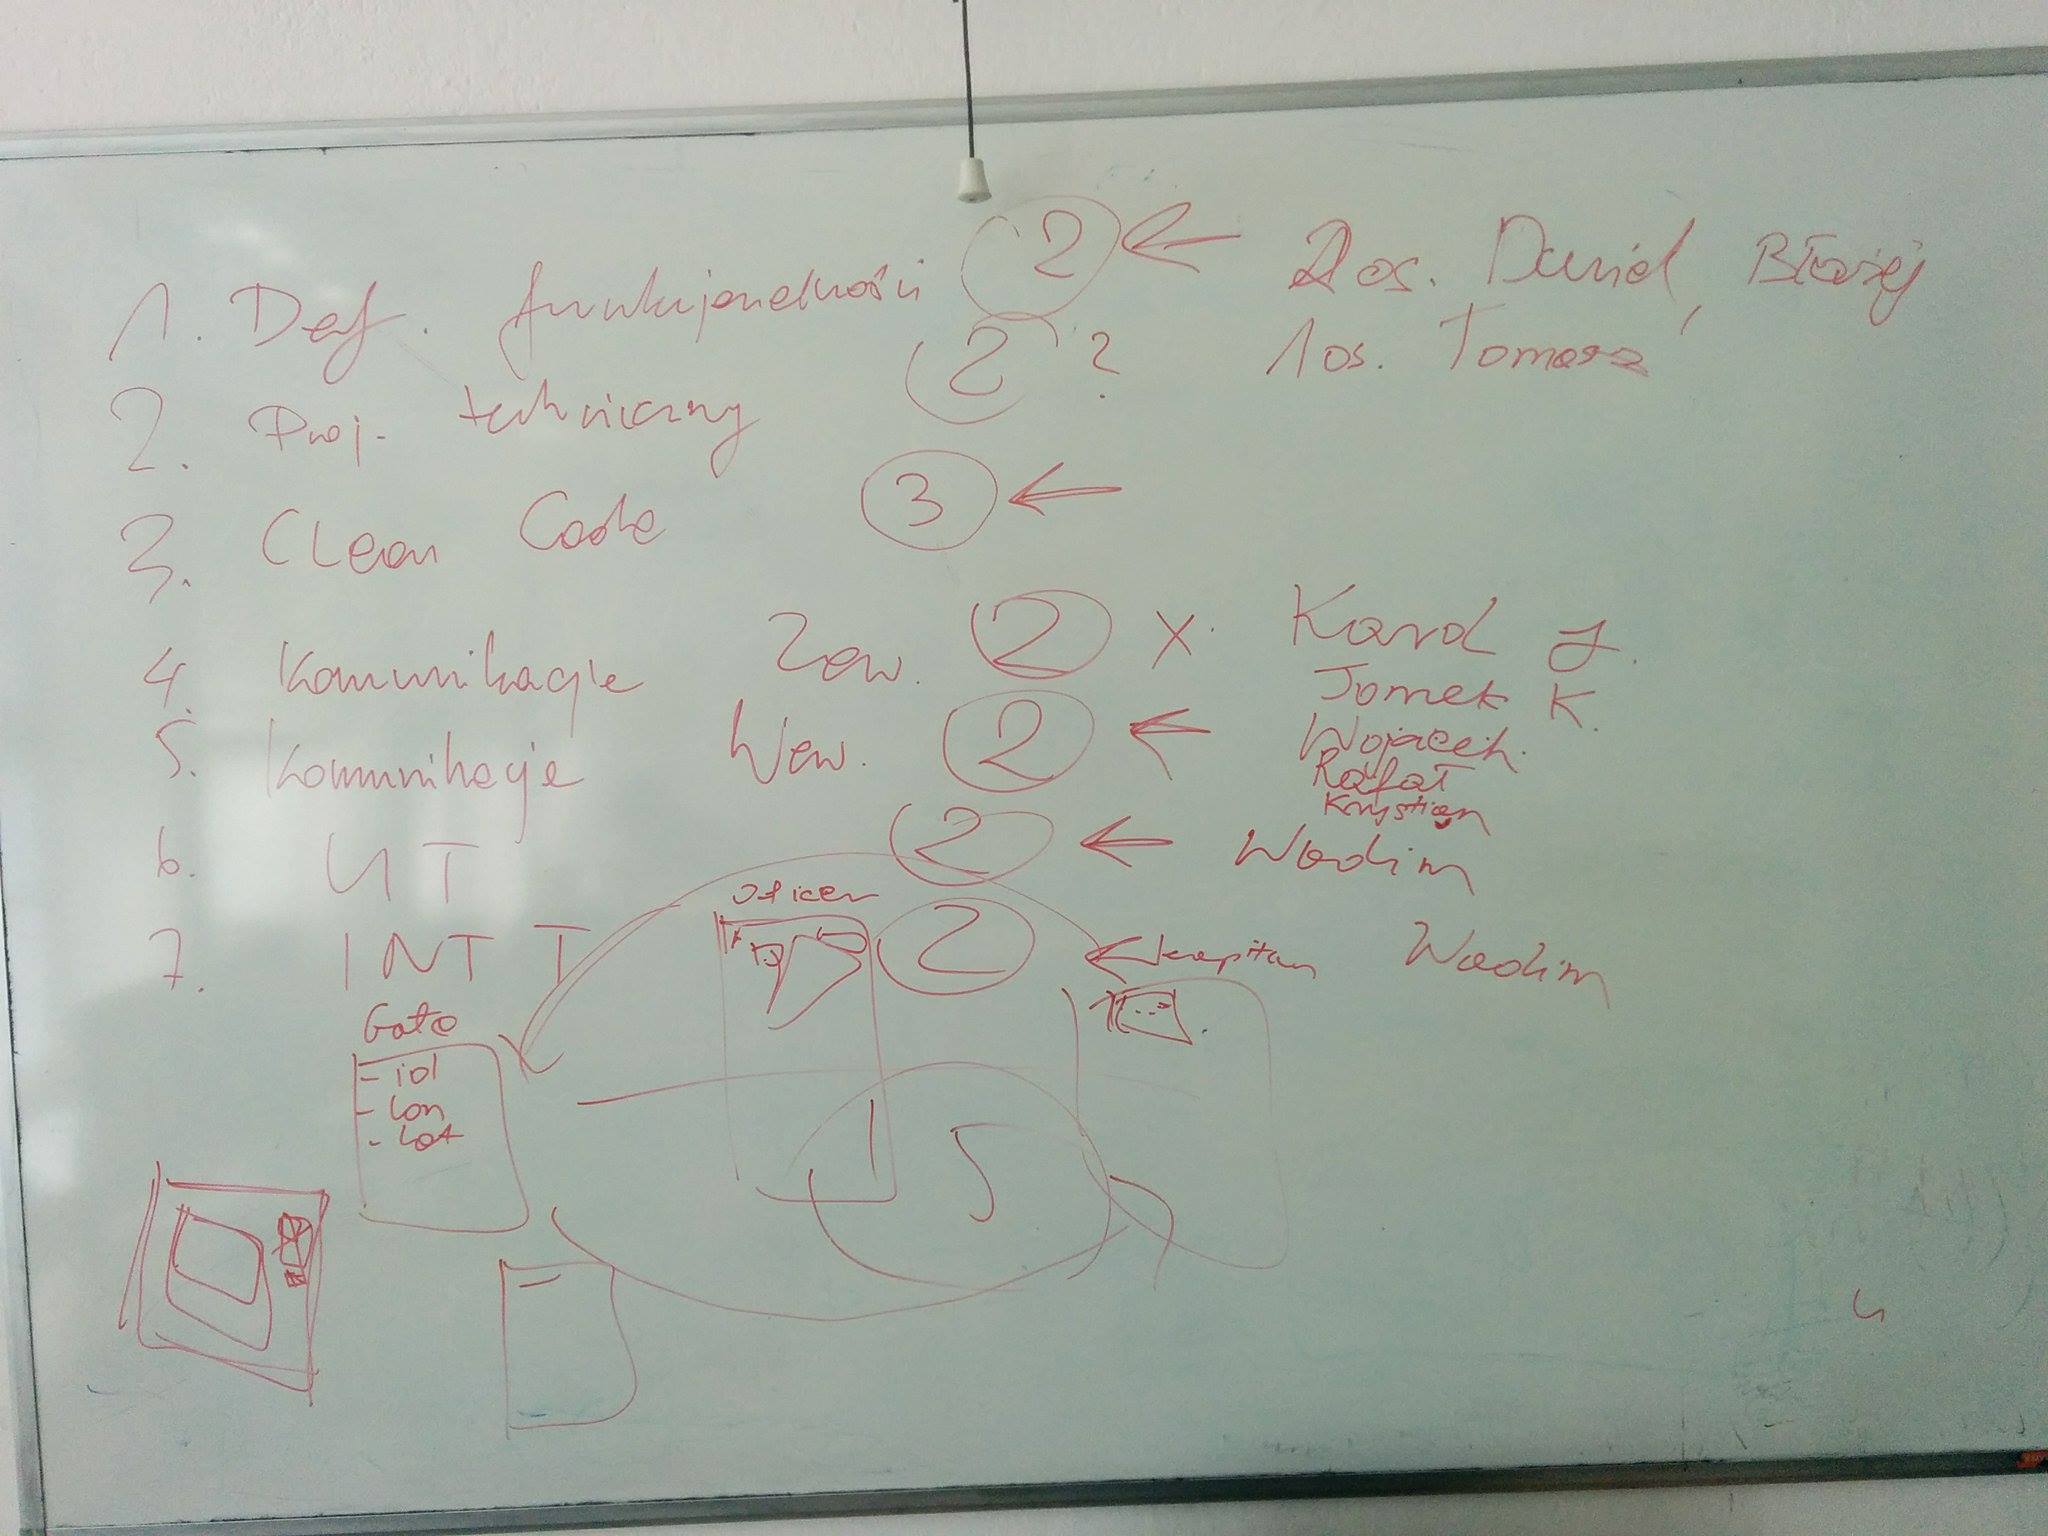 1. Def. funkcjonalności 2 ← 2 os. Daniel, Błażej
2. Proj. techniczny 2 ? 1 os. Tomasz
3. Clean Code 3 ←
4. Komunikacje Zew. 2 X. Karol J.
Tomek K.
5. Komunikacje Wew. 2 ← Wojciech.
Rafał
Krystian
6. UT 2 ← Wadim
Oficer
7. INT T 2 ← kapitan Wadim
Gate
- id
- lon
- lat
S